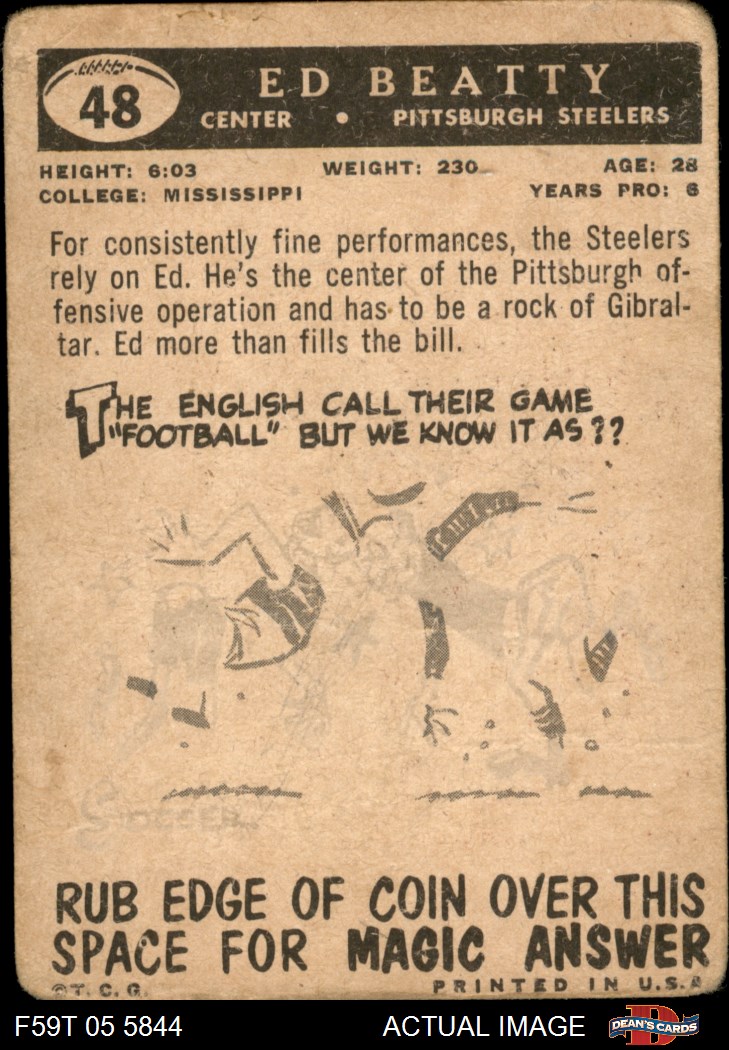 48
ED BEATTY
CENTER • PITTSBURGH STEELERS
HEIGHT: 6:03 WEIGHT: 230 AGE: 28
COLLEGE: MISSISSIPPI YEARS PRO: 6
For consistently fine performances, the Steelers
rely on Ed. He's the center of the Pittsburgh of-
fensive operation and has to be a rock of Gibral-
tar. Ed more than fills the bill.
THE ENGLISH CALL THEIR GAME
"FOOTBALL" BUT WE KNOW IT AS ??
RUB EDGE OF COIN OVER THIS
SPACE FOR MAGIC ANSWER
©T. C. G. PRINTED IN U.S.A
F59T 05 5844 ACTUAL IMAGE DEAN'S CARDS